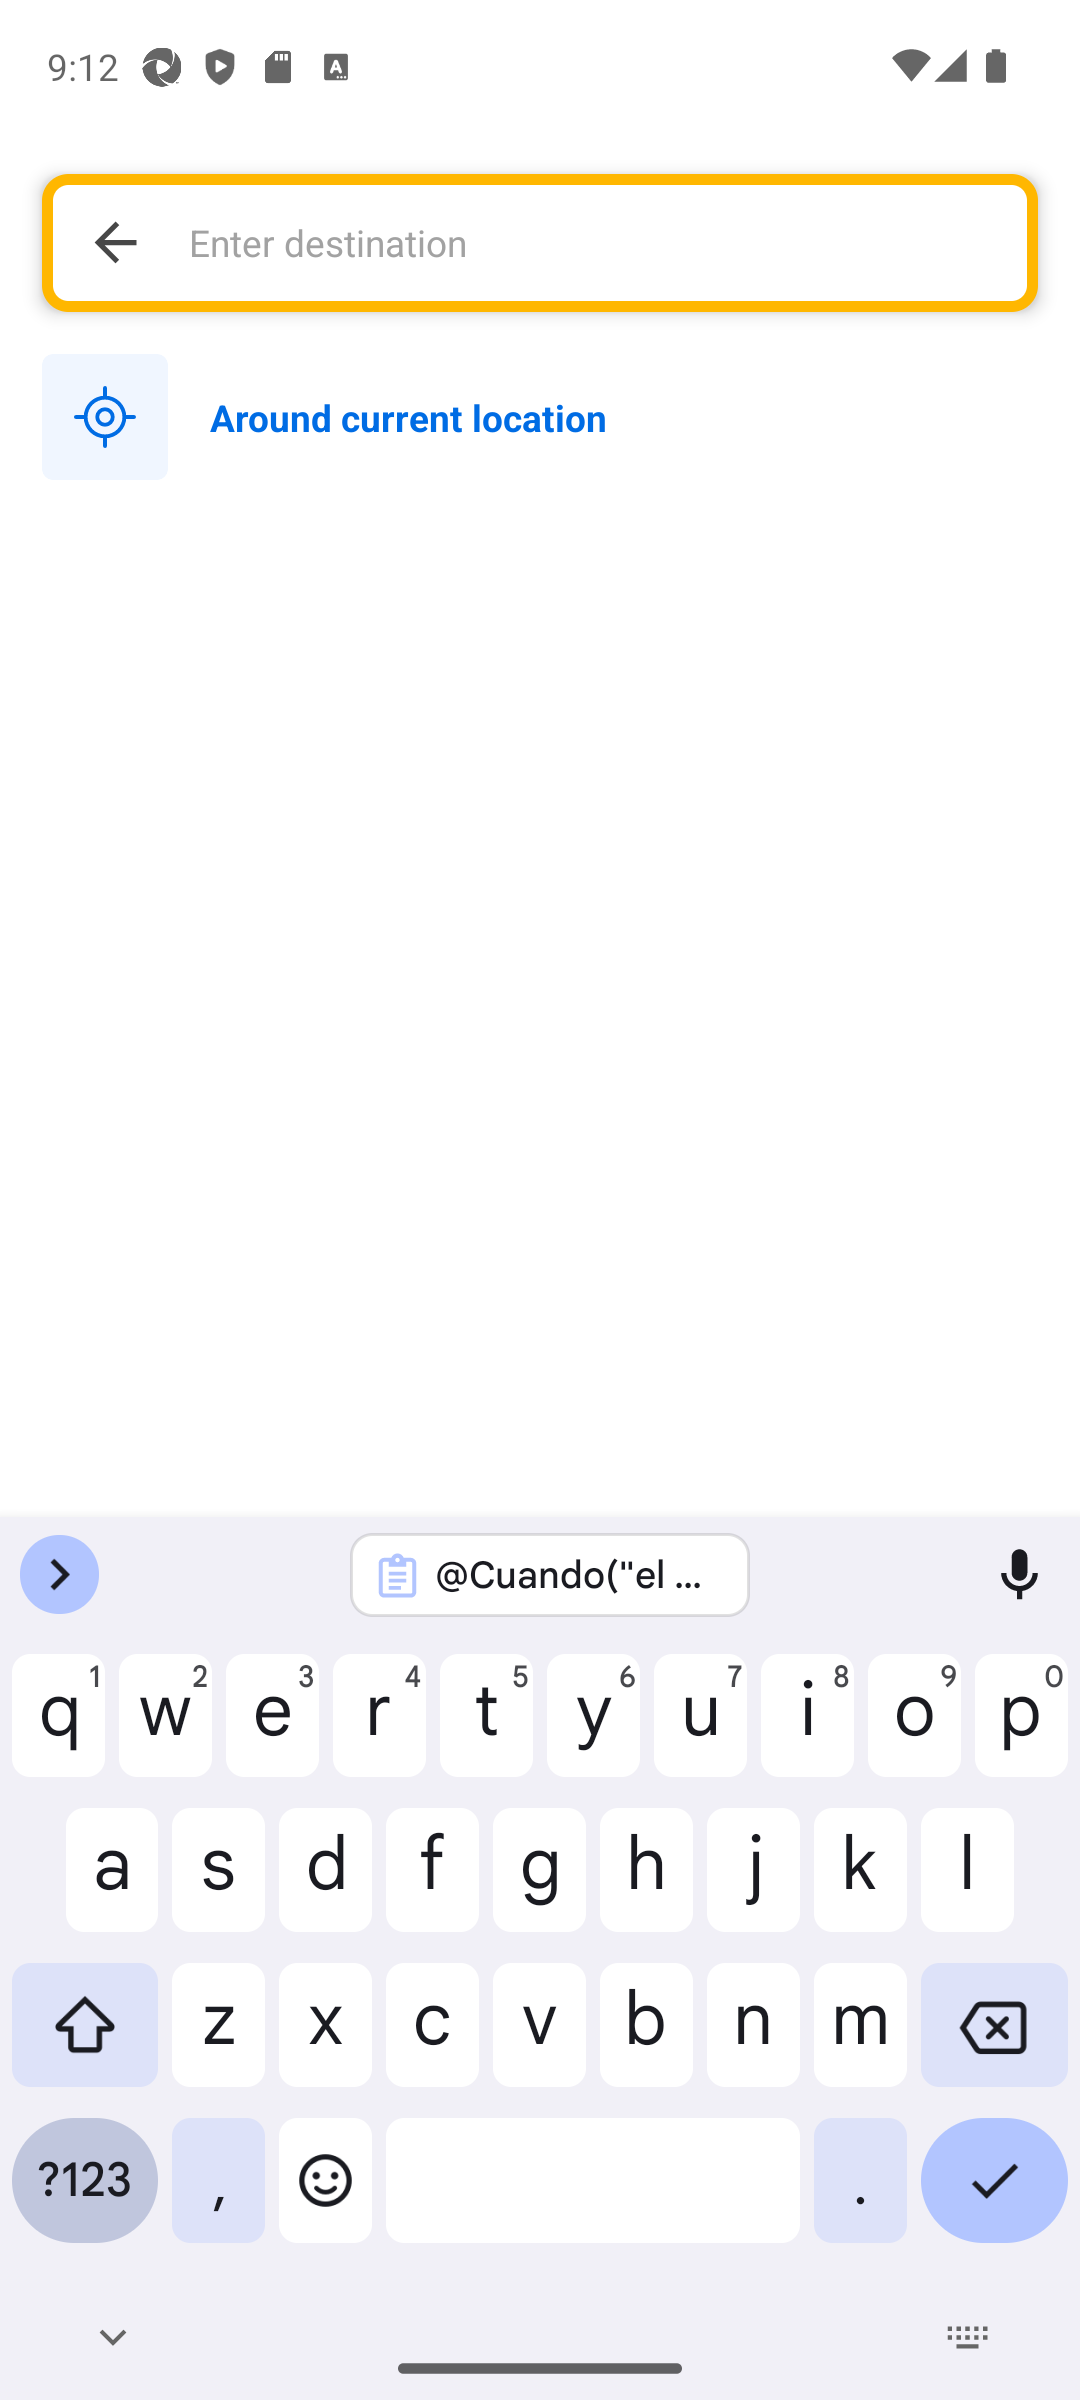 9:12
Enter destination
Around current location
@Cuando("el ...
q 1 w 2 e 3 r 4 t 5 y 6 u 7 i 8 o 9 p 0
a s d f g h j k l
z x c v b n m
?123 , .